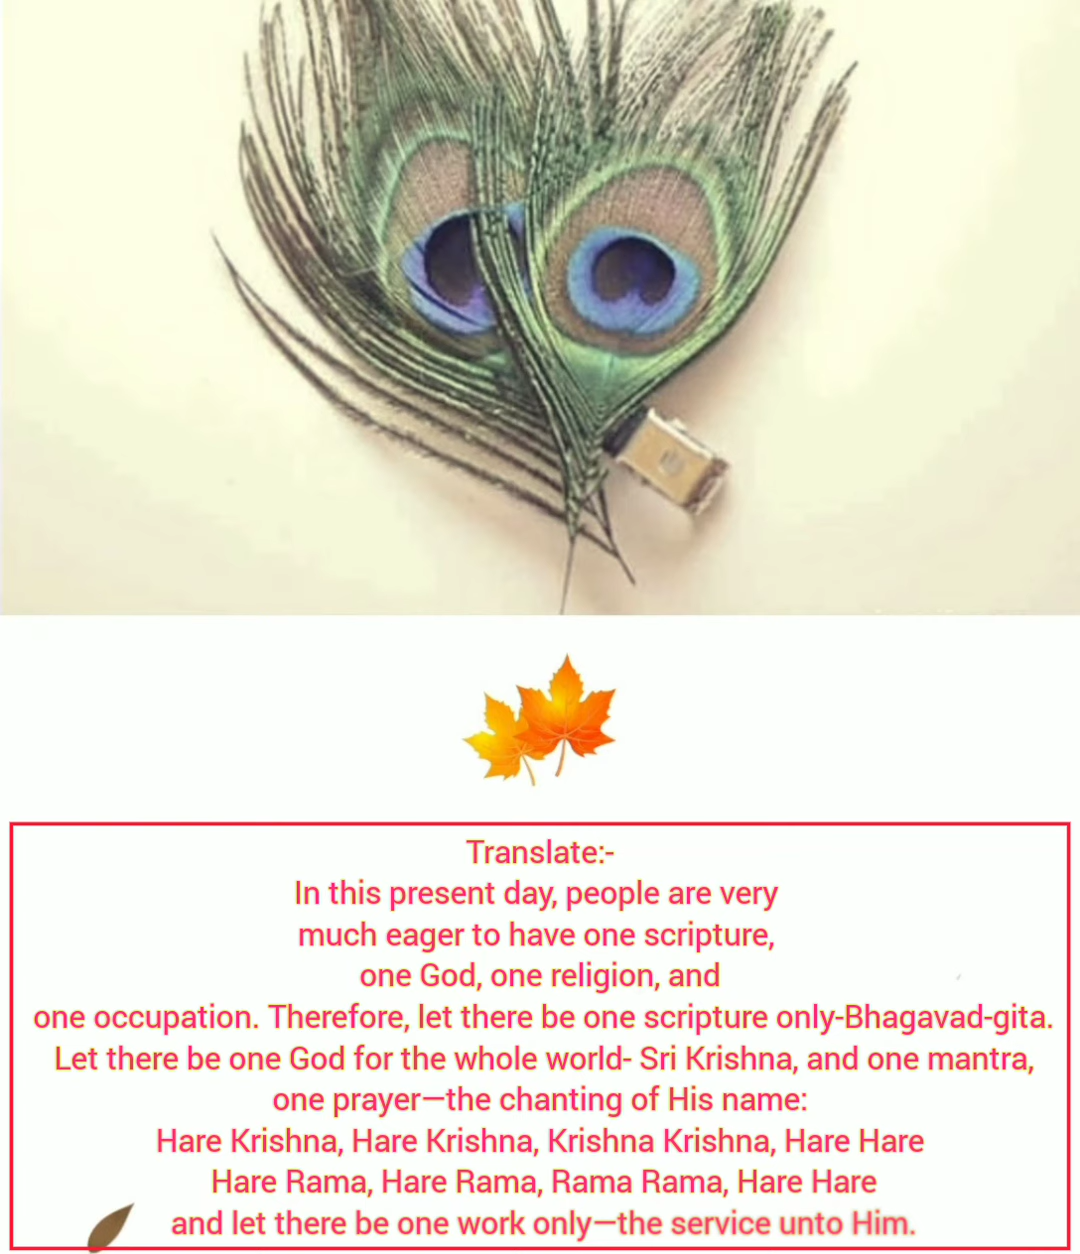 Translate:-
In this present day, people are very
much eager to have one scripture,
one God, one religion, and
one occupation. Therefore, let there be one scripture only-Bhagavad-gita.
Let there be one God for the whole world- Sri Krishna, and one mantra,
one prayer—the chanting of His name:
Hare Krishna, Hare Krishna, Krishna Krishna, Hare Hare
Hare Rama, Hare Rama, Rama Rama, Hare Hare
and let there be one work only—the service unto Him.